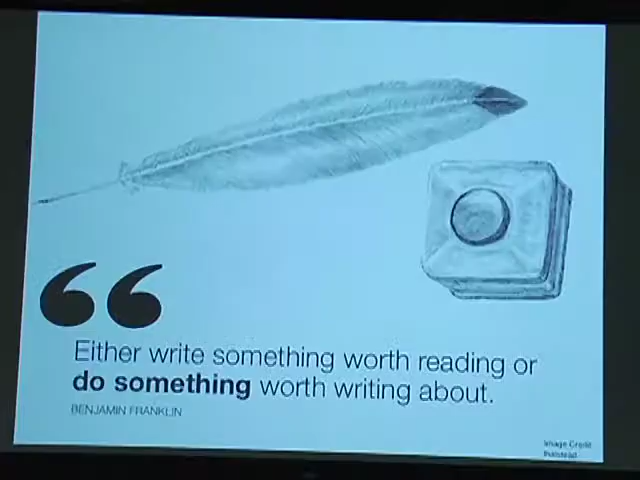 “
Either write something worth reading or
do something worth writing about.
BENJAMIN FRANKLIN
Image Credit